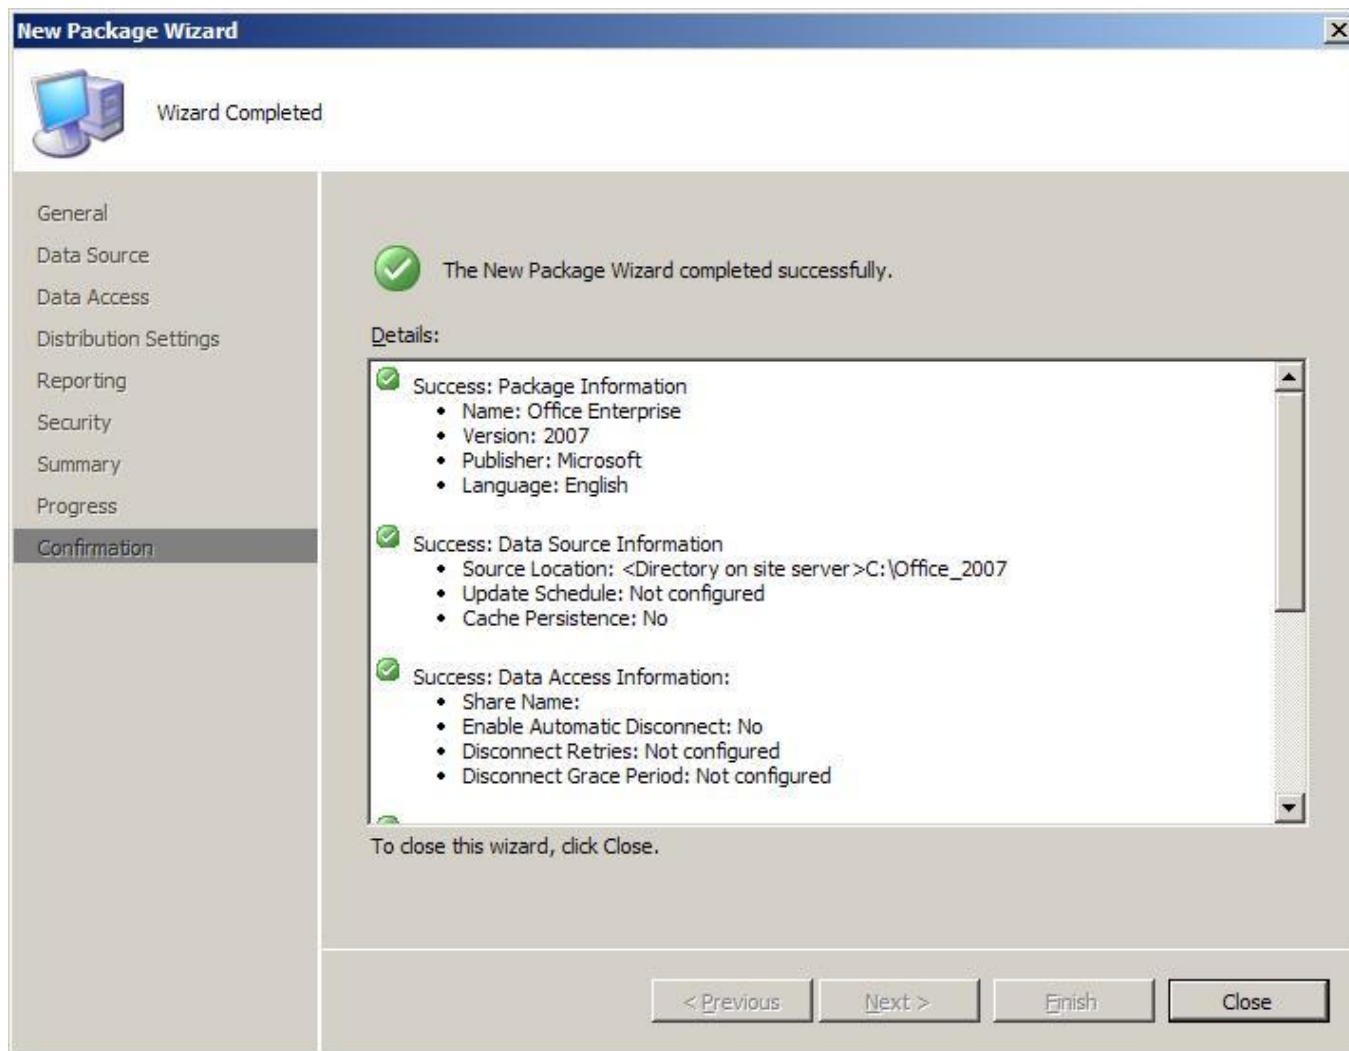 New Package Wizard
Wizard Completed
General
Data Source
Data Access
Distribution Settings
Reporting
Security
Summary
Progress
Confirmation
The New Package Wizard completed successfully.
Details:
Success: Package Information
• Name: Office Enterprise
• Version: 2007
• Publisher: Microsoft
• Language: English
Success: Data Source Information
• Source Location: <Directory on site server>C:\Office_2007
• Update Schedule: Not configured
• Cache Persistence: No
Success: Data Access Information:
• Share Name:
• Enable Automatic Disconnect: No
• Disconnect Retries: Not configured
• Disconnect Grace Period: Not configured
To close this wizard, click Close.
< Previous
Next >
Finish
Close